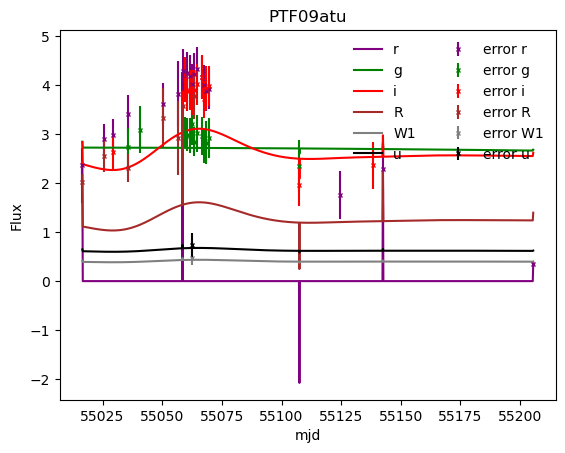 PTF09atu
Flux
5
4
3
2
1
0
−1
−2
r
g
i
R
W1
u
error r
error g
error i
error R
error W1
error u
55025 55050 55075 55100 55125 55150 55175 55200
mjd